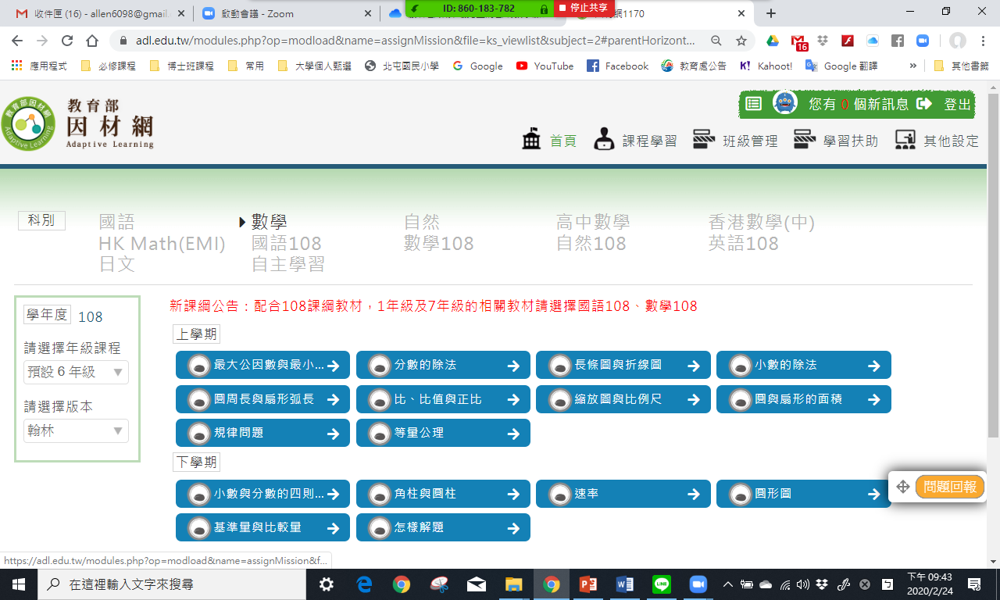 收件匣 (16) - allen6098@gmail.
啟動會議 - Zoom
ID: 860-183-782
停止共享
網1170
adl.edu.tw/modules.php?op=modload&name=assignMission&file=ks_viewlist&subject=2#parentHorizont...
16
應用程式
必修課程
博士班課程
常用
大學個人甄選
北屯國民小學
Google
YouTube
Facebook
教育處公告
Kahoot!
Google 翻譯
»
其他書籤
教育部因材網
Adaptive Learning
教育部
因材網
Adaptive Learning
您有 0 個新訊息
登出
首頁
課程學習
班級管理
學習扶助
其他設定
科別
國語
數學
自然
高中數學
香港數學(中)
HK Math(EMI)
國語108
數學108
自然108
英語108
日文
自主學習
學年度 108
請選擇年級課程
預設 6 年級
請選擇版本
翰林
新課綱公告：配合108課綱教材，1年級及7年級的相關教材請選擇國語108、數學108
上學期
最大公因數與最小...
分數的除法
長條圖與折線圖
小數的除法
圓周長與扇形弧長
比、比值與正比
縮放圖與比例尺
圓與扇形的面積
規律問題
等量公理
下學期
小數與分數的四則...
角柱與圓柱
速率
圓形圖
基準量與比較量
怎樣解題
問題回報
https://adl.edu.tw/modules.php?op=modload&name=assignMission&f...
在這裡輸入文字來搜尋
下午 09:43
2020/2/24